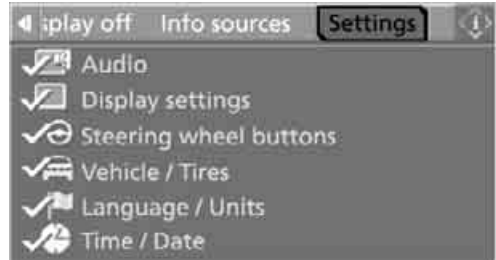 splay off Info sources Settings
Audio
Display settings
Steering wheel buttons
Vehicle / Tires
Language / Units
Time / Date